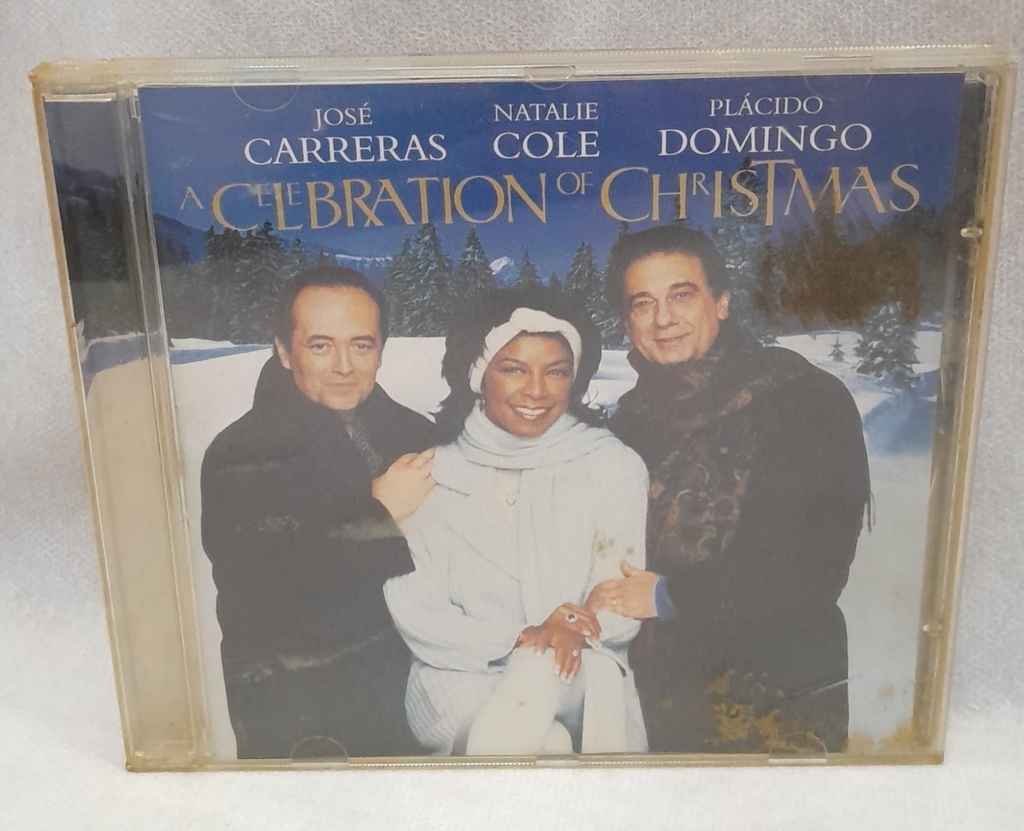 JOSÉ CARRERAS
NATALIE COLE
PLÁCIDO DOMINGO
A CELEBRATION OF CHRISTMAS